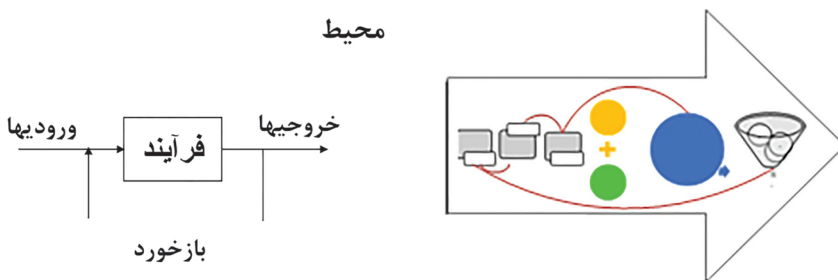 محیط
ورودیها
فرآیند
خروجیها
بازخورد